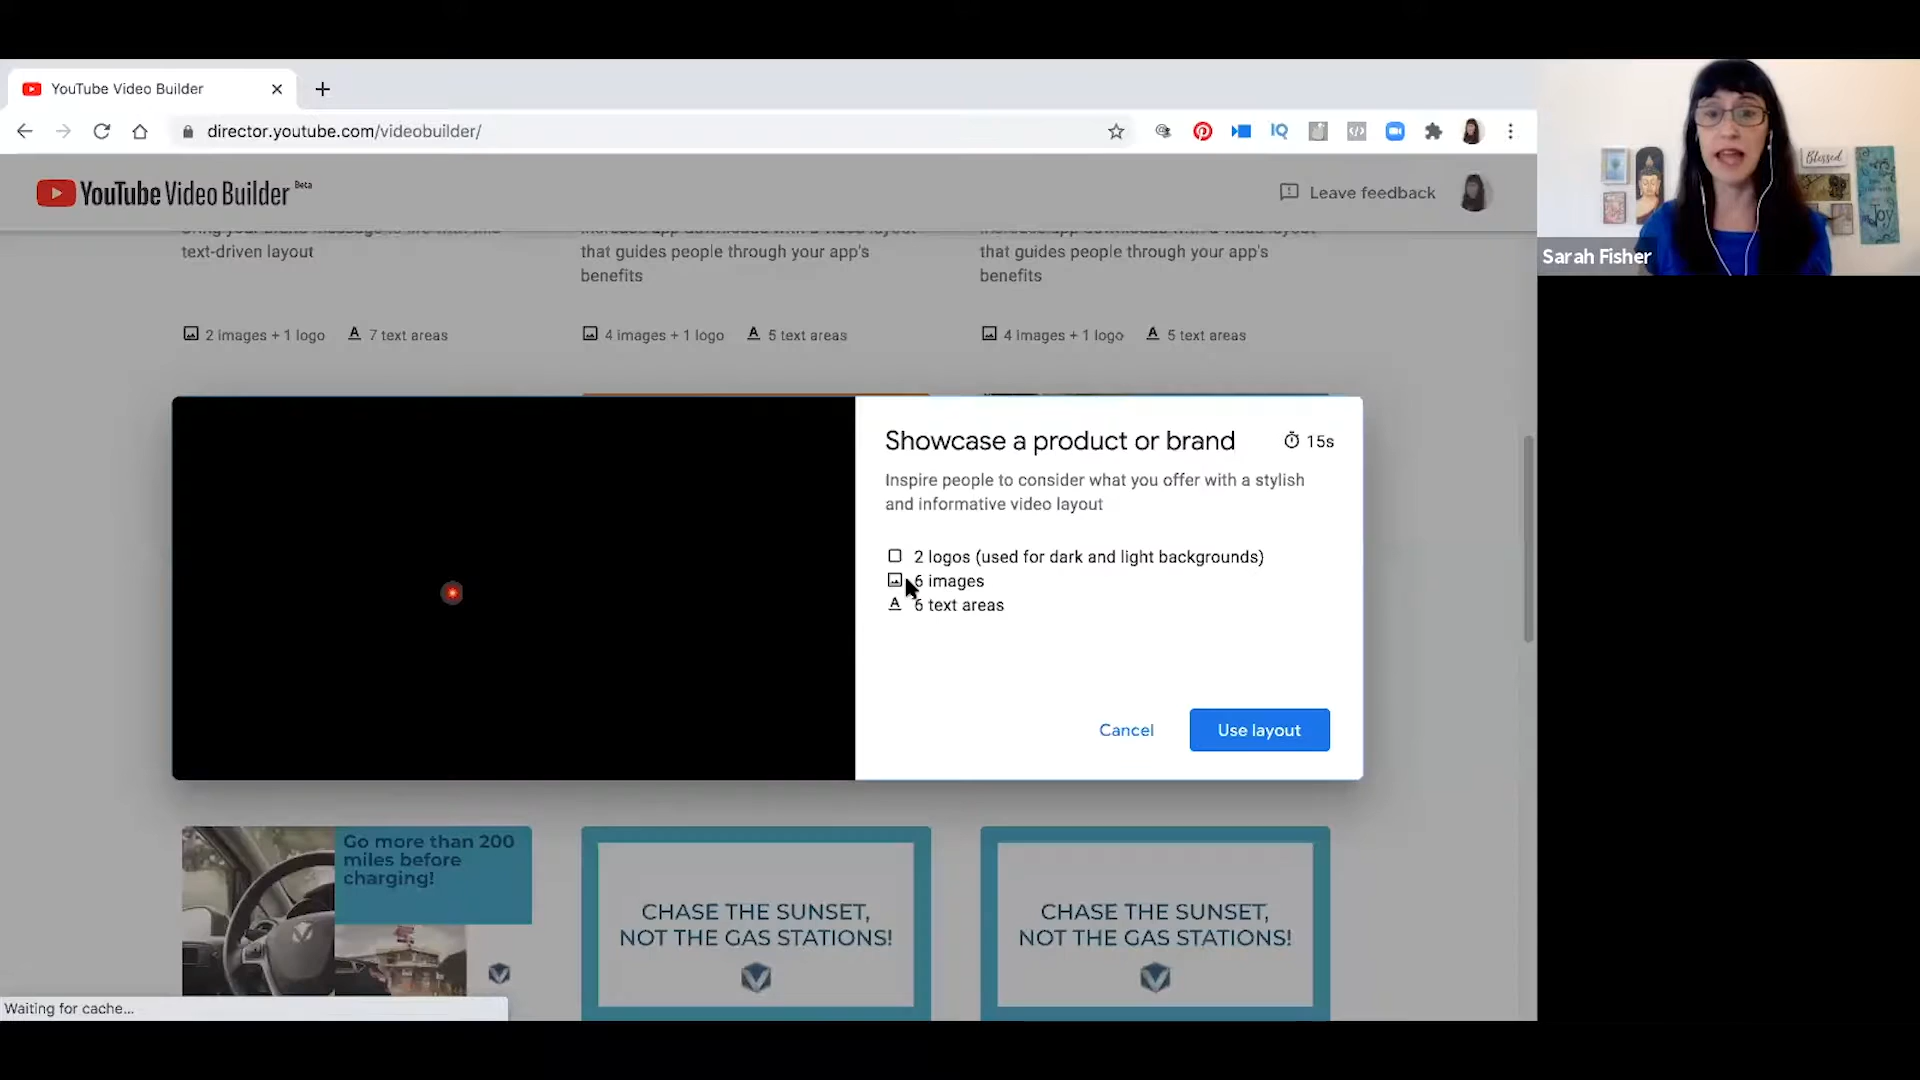 YouTube Video Builder
director.youtube.com/videobuilder/
IQ
YouTube Video Builder Beta
Leave feedback
Blessed
Joy
Sarah Fisher
text-driven layout
that guides people through your app's
benefits
that guides people through your app's
benefits
2 images + 1 logo
7 text areas
4 images + 1 logo
5 text areas
4 images + 1 logo
5 text areas
Showcase a product or brand
15s
Inspire people to consider what you offer with a stylish
and informative video layout
2 logos (used for dark and light backgrounds)
6 images
6 text areas
Cancel
Use layout
Go more than 200
miles before
charging!
CHASE THE SUNSET,
NOT THE GAS STATIONS!
CHASE THE SUNSET,
NOT THE GAS STATIONS!
Waiting for cache...